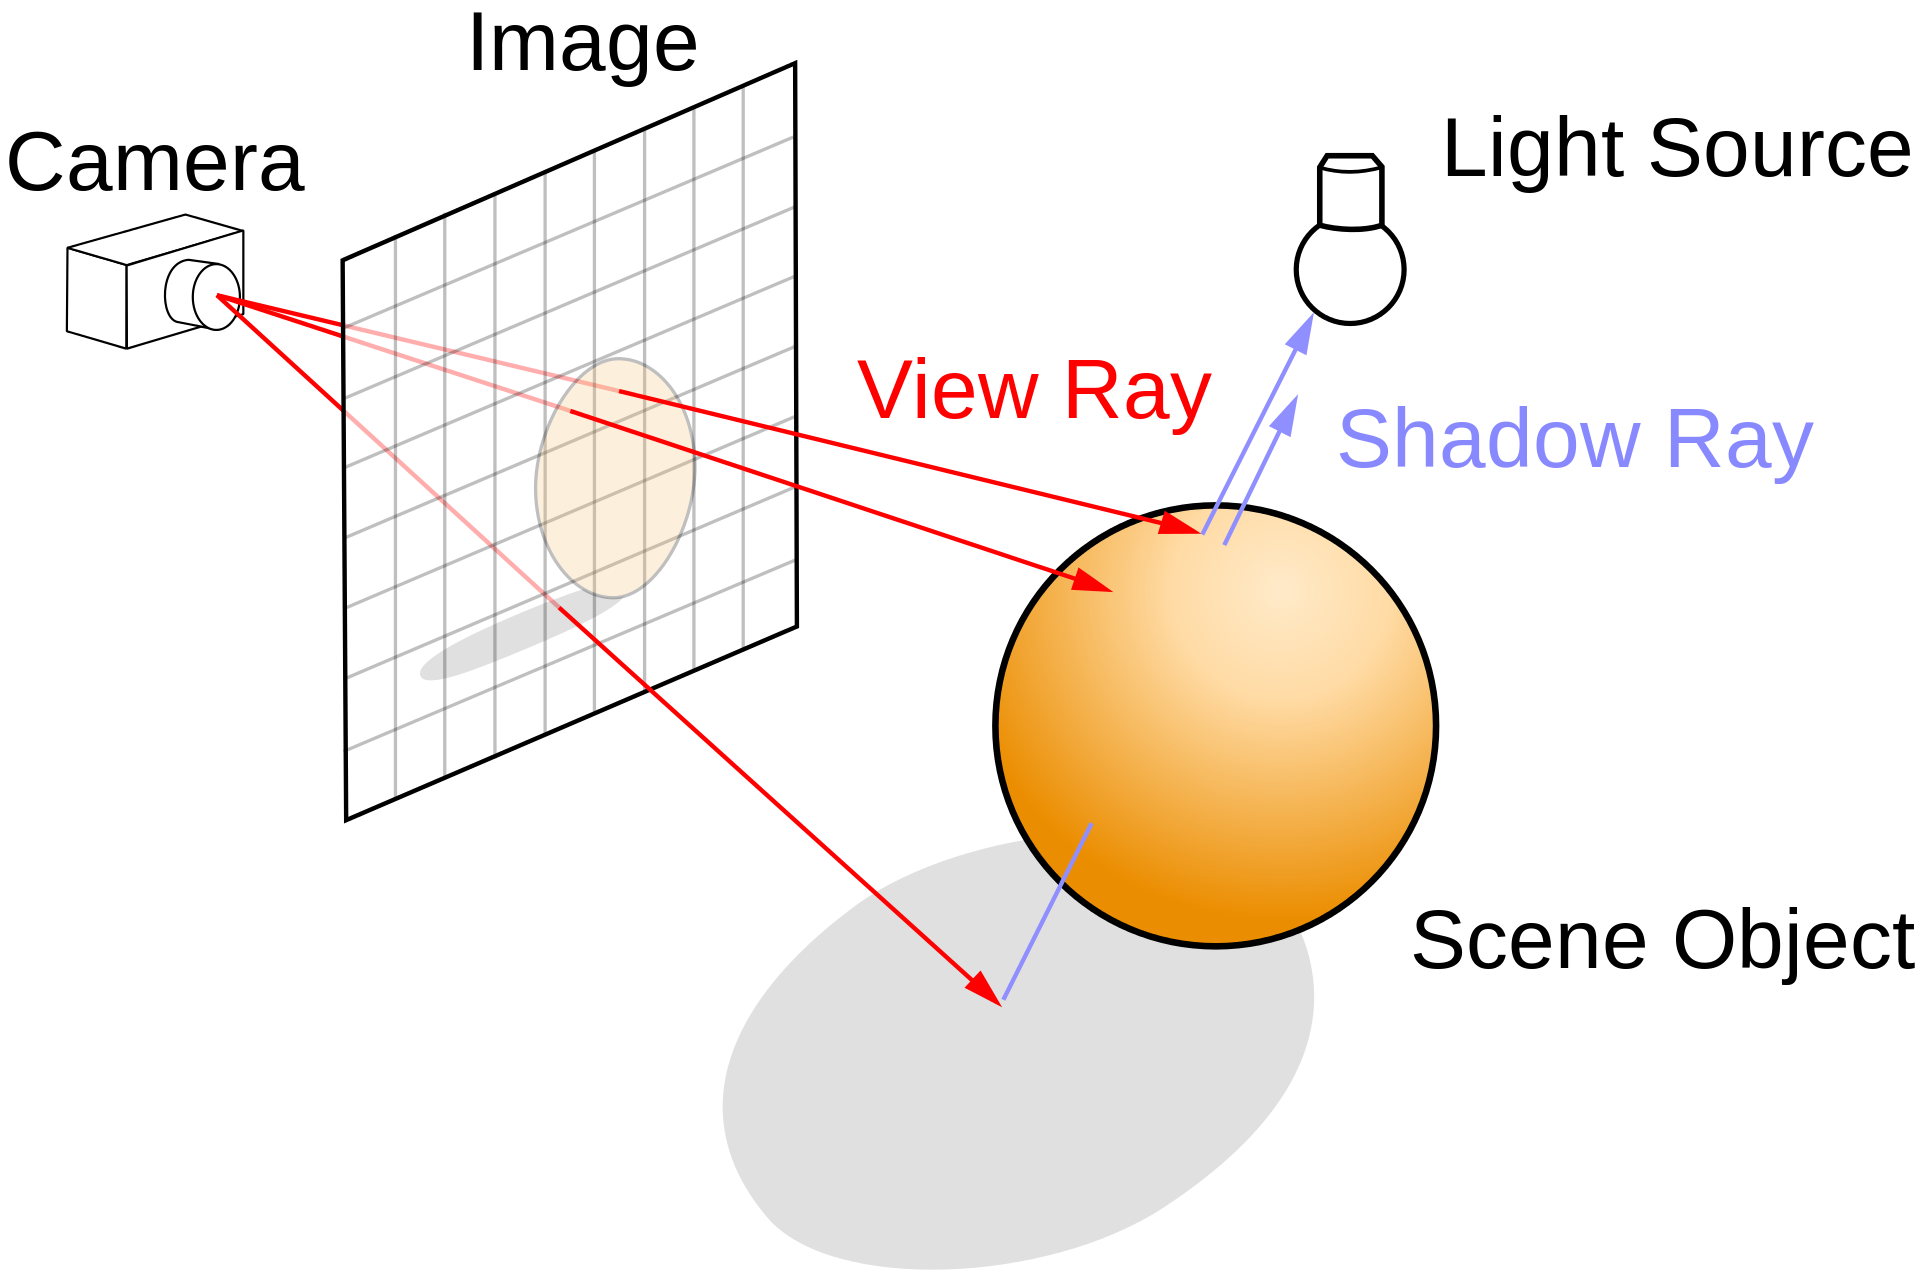 Image
Camera
Light Source
View Ray
Shadow Ray
Scene Object